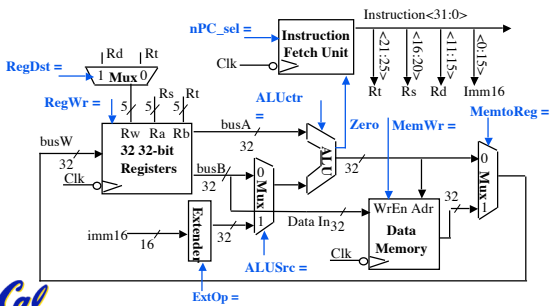 Instruction<31:0>
nPC_sel =
Instruction
Fetch Unit
Clk
<21:25>
<16:20>
<11:15>
<0:15>
Rt
Rs
Rd
Imm16
Rd
Rt
RegDst =
1 Mux 0
RegWr =
5
5
Rs
5
Rt
ALUctr
=
Zero
MemWr =
MemtoReg =
busW
32
Rw Ra Rb
32 32-bit
Registers
Clk
busA
32
busB
32
ALU
32
0
Mux
1
0
Mux
1
32
WrEn Adr
Data
Memory
Data In
32
Clk
imm16
16
Extender
32
ALUSrc =
ExtOp =
Cal